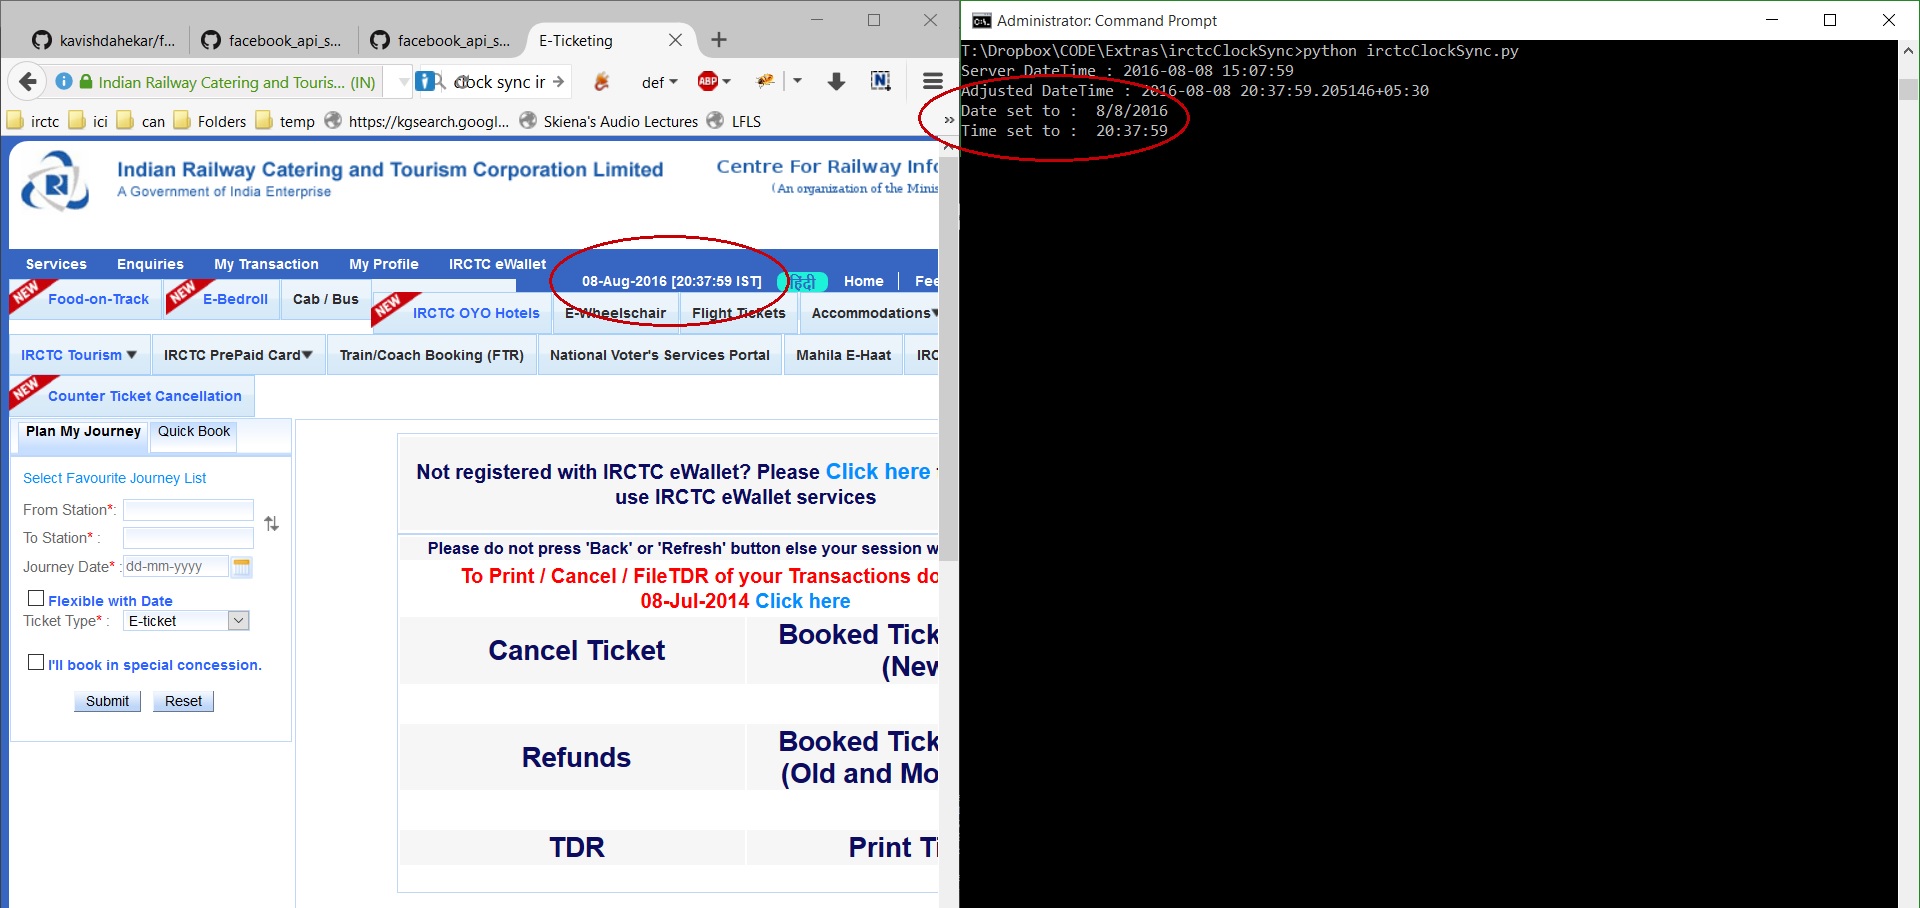 kavishdahekar/f...
facebook_api_s...
facebook_api_s...
E-Ticketing
Indian Railway Catering and Touris... (IN)
clock sync ir
def
ABP
irctc
ici
can
Folders
temp
https://kgsearch.googl...
Skiena's Audio Lectures
LFLS
Indian Railway Catering and Tourism Corporation Limited
A Government of India Enterprise
Centre For Railway Info
(An organization of the Minis
Services
Enquiries
My Transaction
My Profile
IRCTC eWallet
08-Aug-2016 [20:37:59 IST]
हिंदी
Home
Fee
NEW
Food-on-Track
NEW
E-Bedroll
Cab / Bus
NEW
IRCTC OYO Hotels
E-Wheelschair
Flight Tickets
Accommodations
IRCTC Tourism
IRCTC PrePaid Card
Train/Coach Booking (FTR)
National Voter's Services Portal
Mahila E-Haat
IRC
NEW
Counter Ticket Cancellation
Plan My Journey
Quick Book
Select Favourite Journey List
From Station*:
To Station* :
Journey Date* :
dd-mm-yyyy
Flexible with Date
Ticket Type* :
E-ticket
I'll book in special concession.
Submit
Reset
Not registered with IRCTC eWallet? Please Click here
use IRCTC eWallet services
Please do not press 'Back' or 'Refresh' button else your session w
To Print / Cancel / FileTDR of your Transactions do
08-Jul-2014 Click here
Cancel Ticket
Booked Tick
(New
Refunds
Booked Tick
(Old and Mo
TDR
Print Ti
Administrator: Command Prompt
T:\Dropbox\CODE\Extras\irctcClockSync>python irctcClockSync.py
Server DateTime : 2016-08-08 15:07:59
Adjusted DateTime : 2016-08-08 20:37:59.205146+05:30
Date set to :  8/8/2016
Time set to :  20:37:59